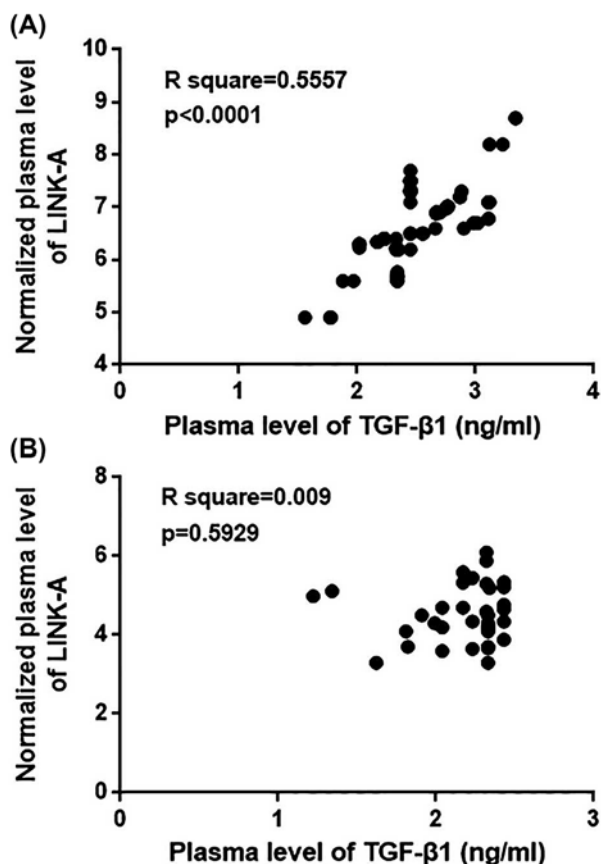 (A)
R square=0.5557
p<0.0001
Normalized plasma level
of LINK-A
10
9
8
7
6
5
4
0
1
2
3
4
Plasma level of TGF-β1 (ng/ml)
(B)
R square=0.009
p=0.5929
Normalized plasma level
of LINK-A
8
6
4
2
0
0
1
2
3
Plasma level of TGF-β1 (ng/ml)